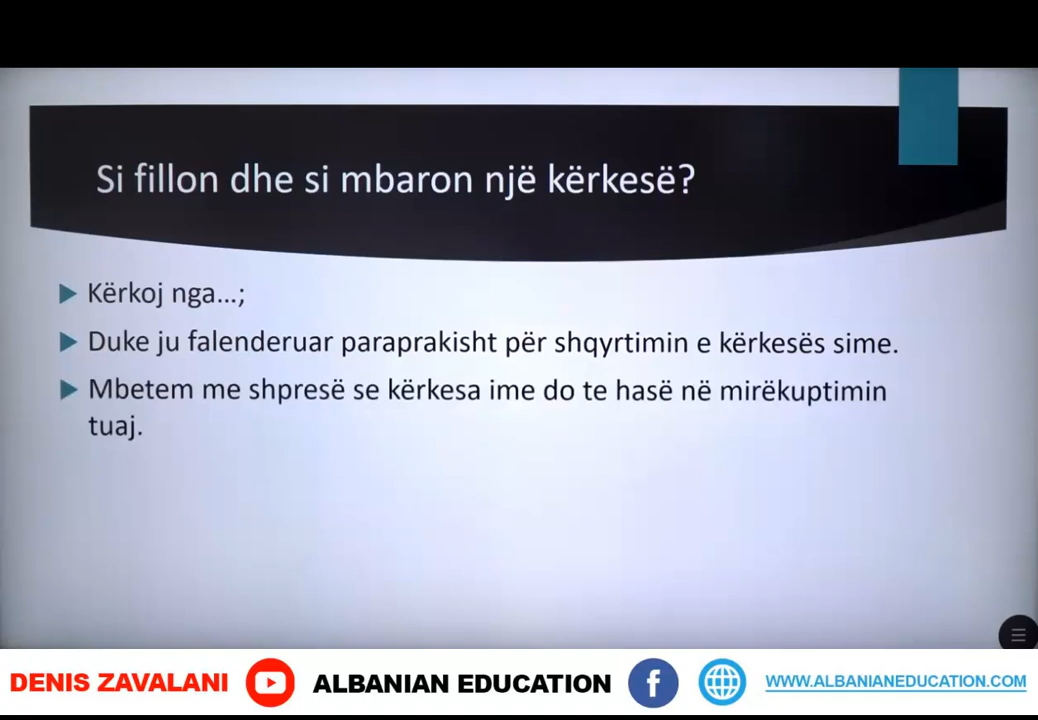 Si fillon dhe si mbaron një kërkesë?
Kërkoj nga...;
Duke ju falenderuar paraprakisht për shqyrtimin e kërkesës sime.
Mbetem me shpresë se kërkesa ime do te hasë në mirëkuptimin
tuaj.
DENIS ZAVALANI ALBANIAN EDUCATION WWW.ALBANIANEDUCATION.COM